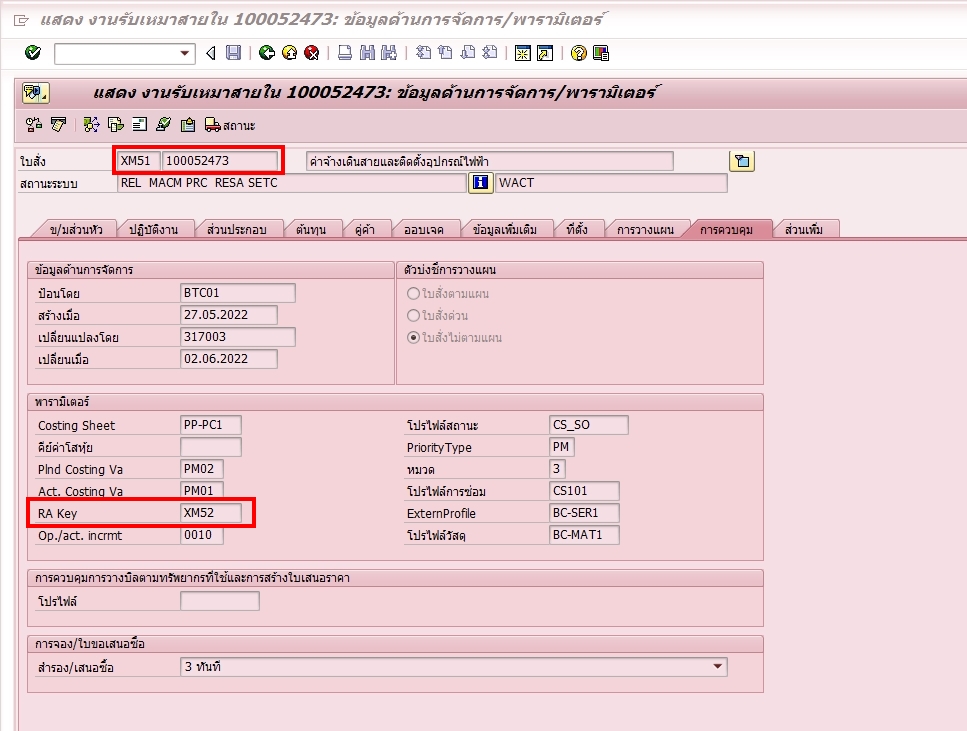 แสดง งานรับเหมาสายใน 100052473: ข้อมูลด้านการจัดการ/พารามิเตอร์
แสดง งานรับเหมาสายใน 100052473: ข้อมูลด้านการจัดการ/พารามิเตอร์
สถานะ
ใบสั่ง XM51 100052473 ค่าจ้างเดินสายและติดตั้งอุปกรณ์ไฟฟ้า
สถานะระบบ REL MACM PRC RESA SETC WACT
ข/มส่วนหัว ปฏิบัติงาน ส่วนประกอบ ต้นทุน คู่ค้า ออบเจค ข้อมูลเพิ่มเติม ที่ตั้ง การวางแผน การควบคุม ส่วนเพิ่ม
ข้อมูลด้านการจัดการ
ป้อนโดย BTC01
สร้างเมื่อ 27.05.2022
เปลี่ยนแปลงโดย 317003
เปลี่ยนเมื่อ 02.06.2022
ตัวบ่งชี้การวางแผน
ใบสั่งตามแผน
ใบสั่งด่วน
ใบสั่งไม่ตามแผน
พารามิเตอร์
Costing Sheet PP-PC1
คีย์ค่าโสหุ้ย
Plnd Costing Va PM02
Act. Costing Va PM01
RA Key XM52
Op./act. incrmt 0010
โปรไฟล์สถานะ CS_SO
PriorityType PM
หมวด 3
โปรไฟล์การซ่อม CS101
ExternProfile BC-SER1
โปรไฟล์วัสดุ BC-MAT1
การควบคุมการวางบิลตามทรัพยากรที่ใช้และการสร้างใบเสนอราคา
โปรไฟล์
การจอง/ใบขอเสนอซื้อ
สำรอง/เสนอซื้อ 3 ทันที